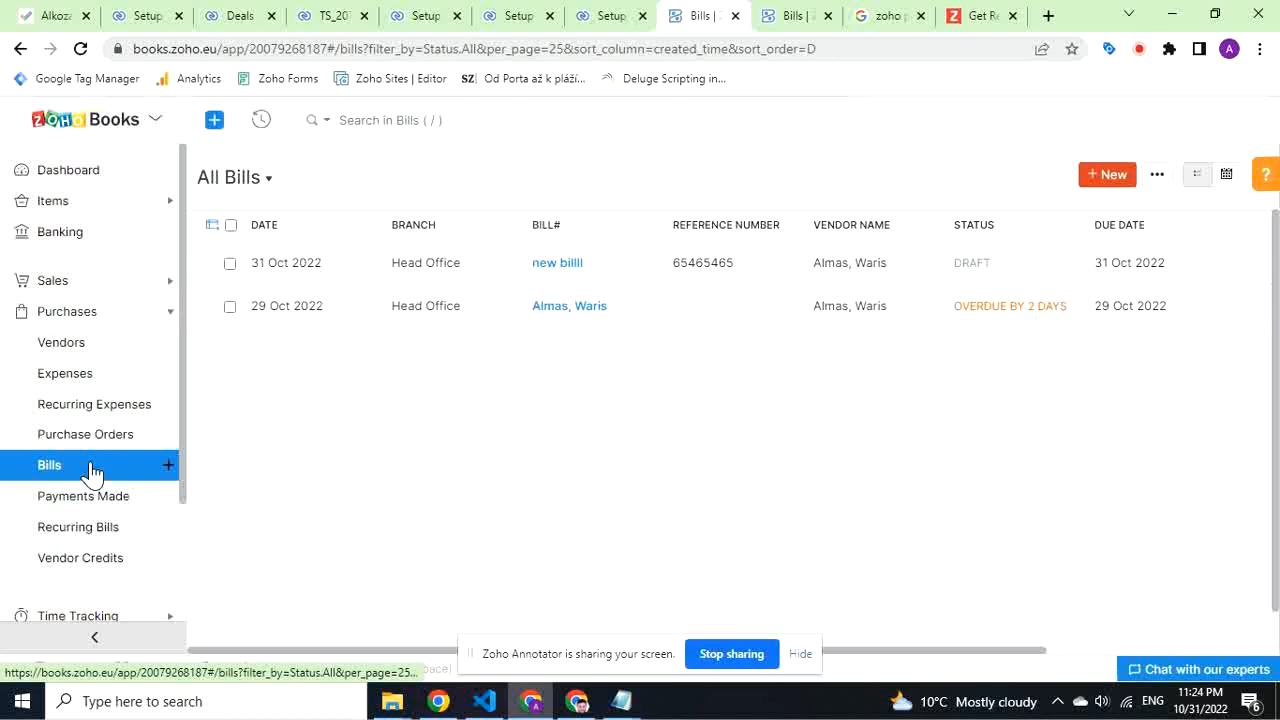 Alkoza
Setup
Deals
TS_20
Setup
Setup
Setup
Bills |
Bills |
zoho p
Get Re
books.zoho.eu/app/20079268187#/bills?filter_by=Status.All&per_page=25&sort_column=created_time&sort_order=D
A
Google Tag Manager
Analytics
Zoho Forms
Zoho Sites | Editor
SZ Od Porta až k pláži...
Deluge Scripting in...
ZOHO Books
Search in Bills ( / )
Dashboard
Items
Banking
Sales
Purchases
Vendors
Expenses
Recurring Expenses
Purchase Orders
Bills +
Payments Made
Recurring Bills
Vendor Credits
Time Tracking
All Bills
+ New
?
DATE BRANCH BILL# REFERENCE NUMBER VENDOR NAME STATUS DUE DATE
31 Oct 2022 Head Office new billll 65465465 Almas, Waris DRAFT 31 Oct 2022
29 Oct 2022 Head Office Almas, Waris Almas, Waris OVERDUE BY 2 DAYS 29 Oct 2022
Zoho Annotator is sharing your screen. Stop sharing Hide
https://books.zoho.eu/app/20079268187#/bills?filter_by=Status.All&per_page=25...
pace]
Chat with our experts
Type here to search
10°C Mostly cloudy
ENG
11:24 PM
10/31/2022
6